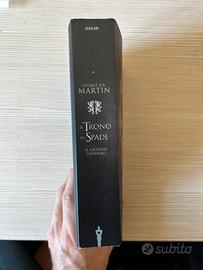 OSCAR
GEORGE R.R.
MARTIN
IL
TRONO
DI
SPADE
IL GRANDE
INVERNO
subito